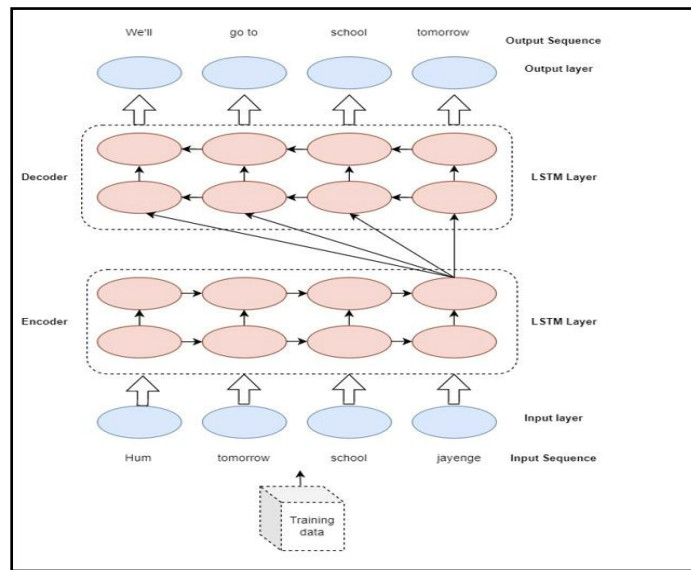 We'll go to school tomorrow Output Sequence
Output layer
Decoder LSTM Layer
Encoder LSTM Layer
Input layer
Hum tomorrow school jayenge Input Sequence
Training
data